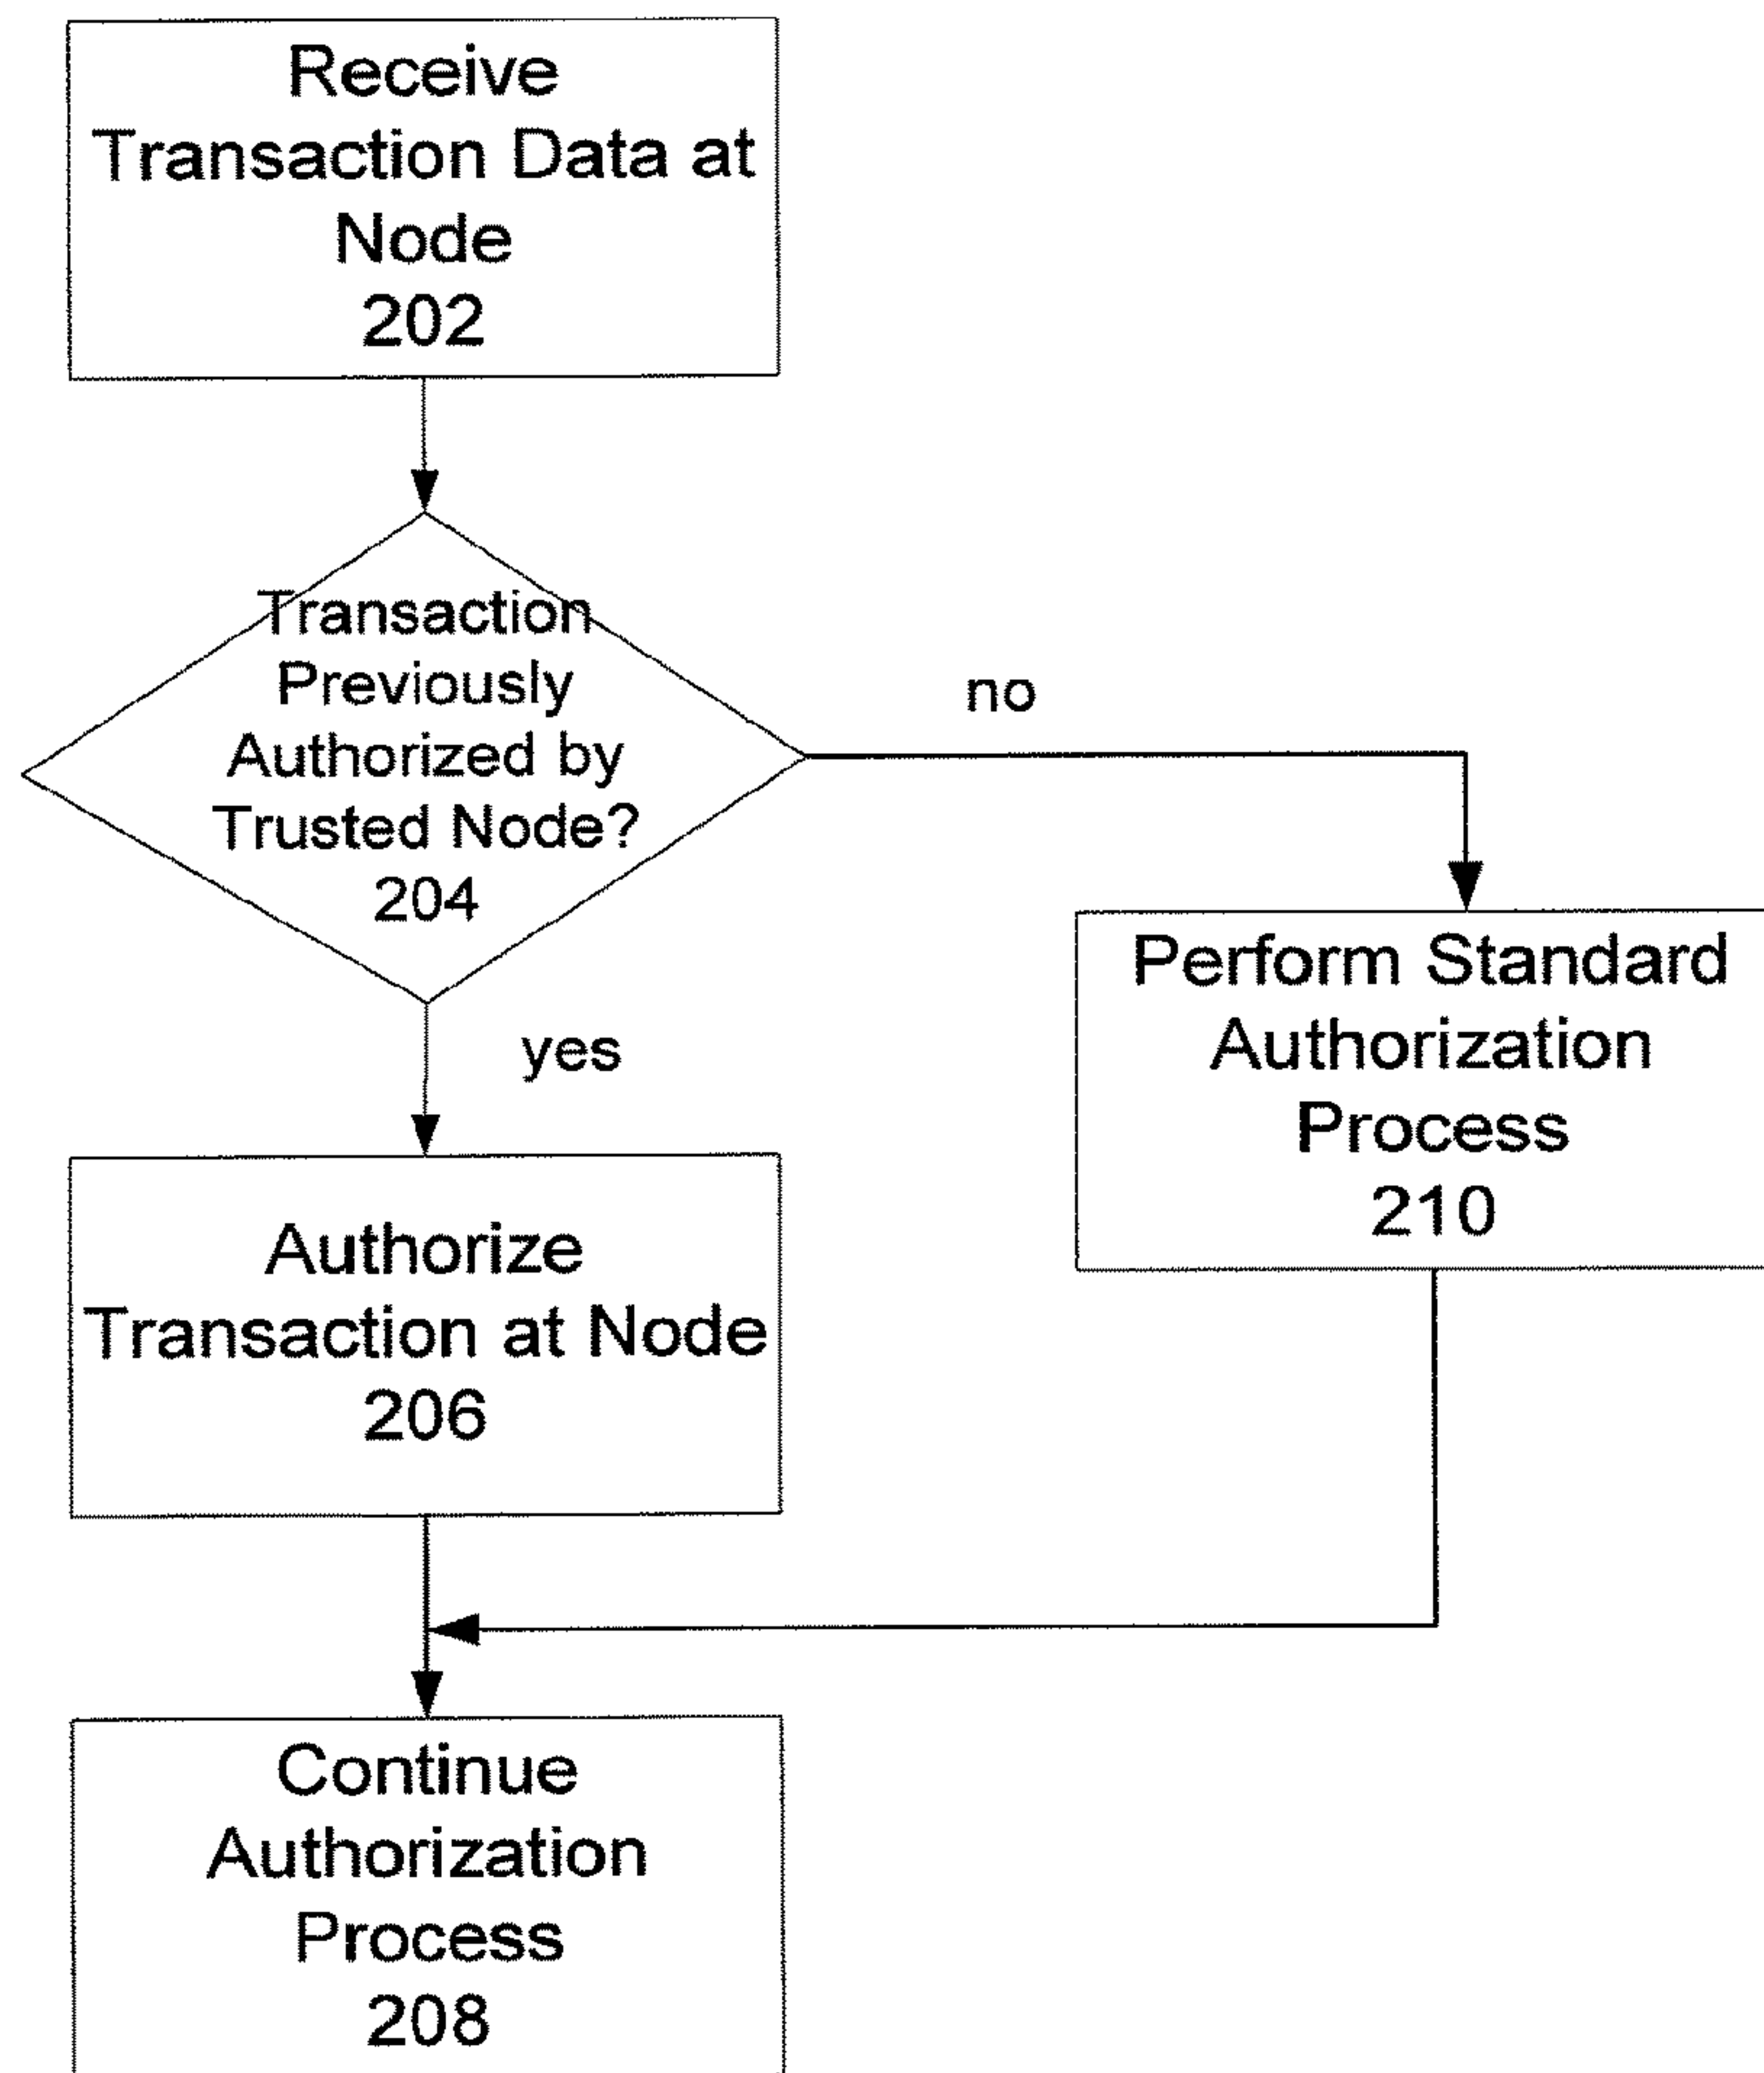 Receive
Transaction Data at
Node
202
Transaction
Previously
Authorized by
Trusted Node?
204
no
yes
Perform Standard
Authorization
Process
210
Authorize
Transaction at Node
206
Continue
Authorization
Process
208